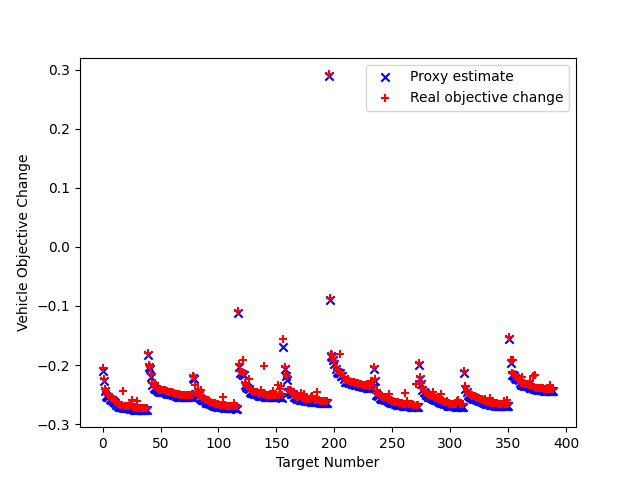 Proxy estimate
Real objective change
Vehicle Objective Change
0.3
0.2
0.1
0.0
−0.1
−0.2
−0.3
0 50 100 150 200 250 300 350 400
Target Number